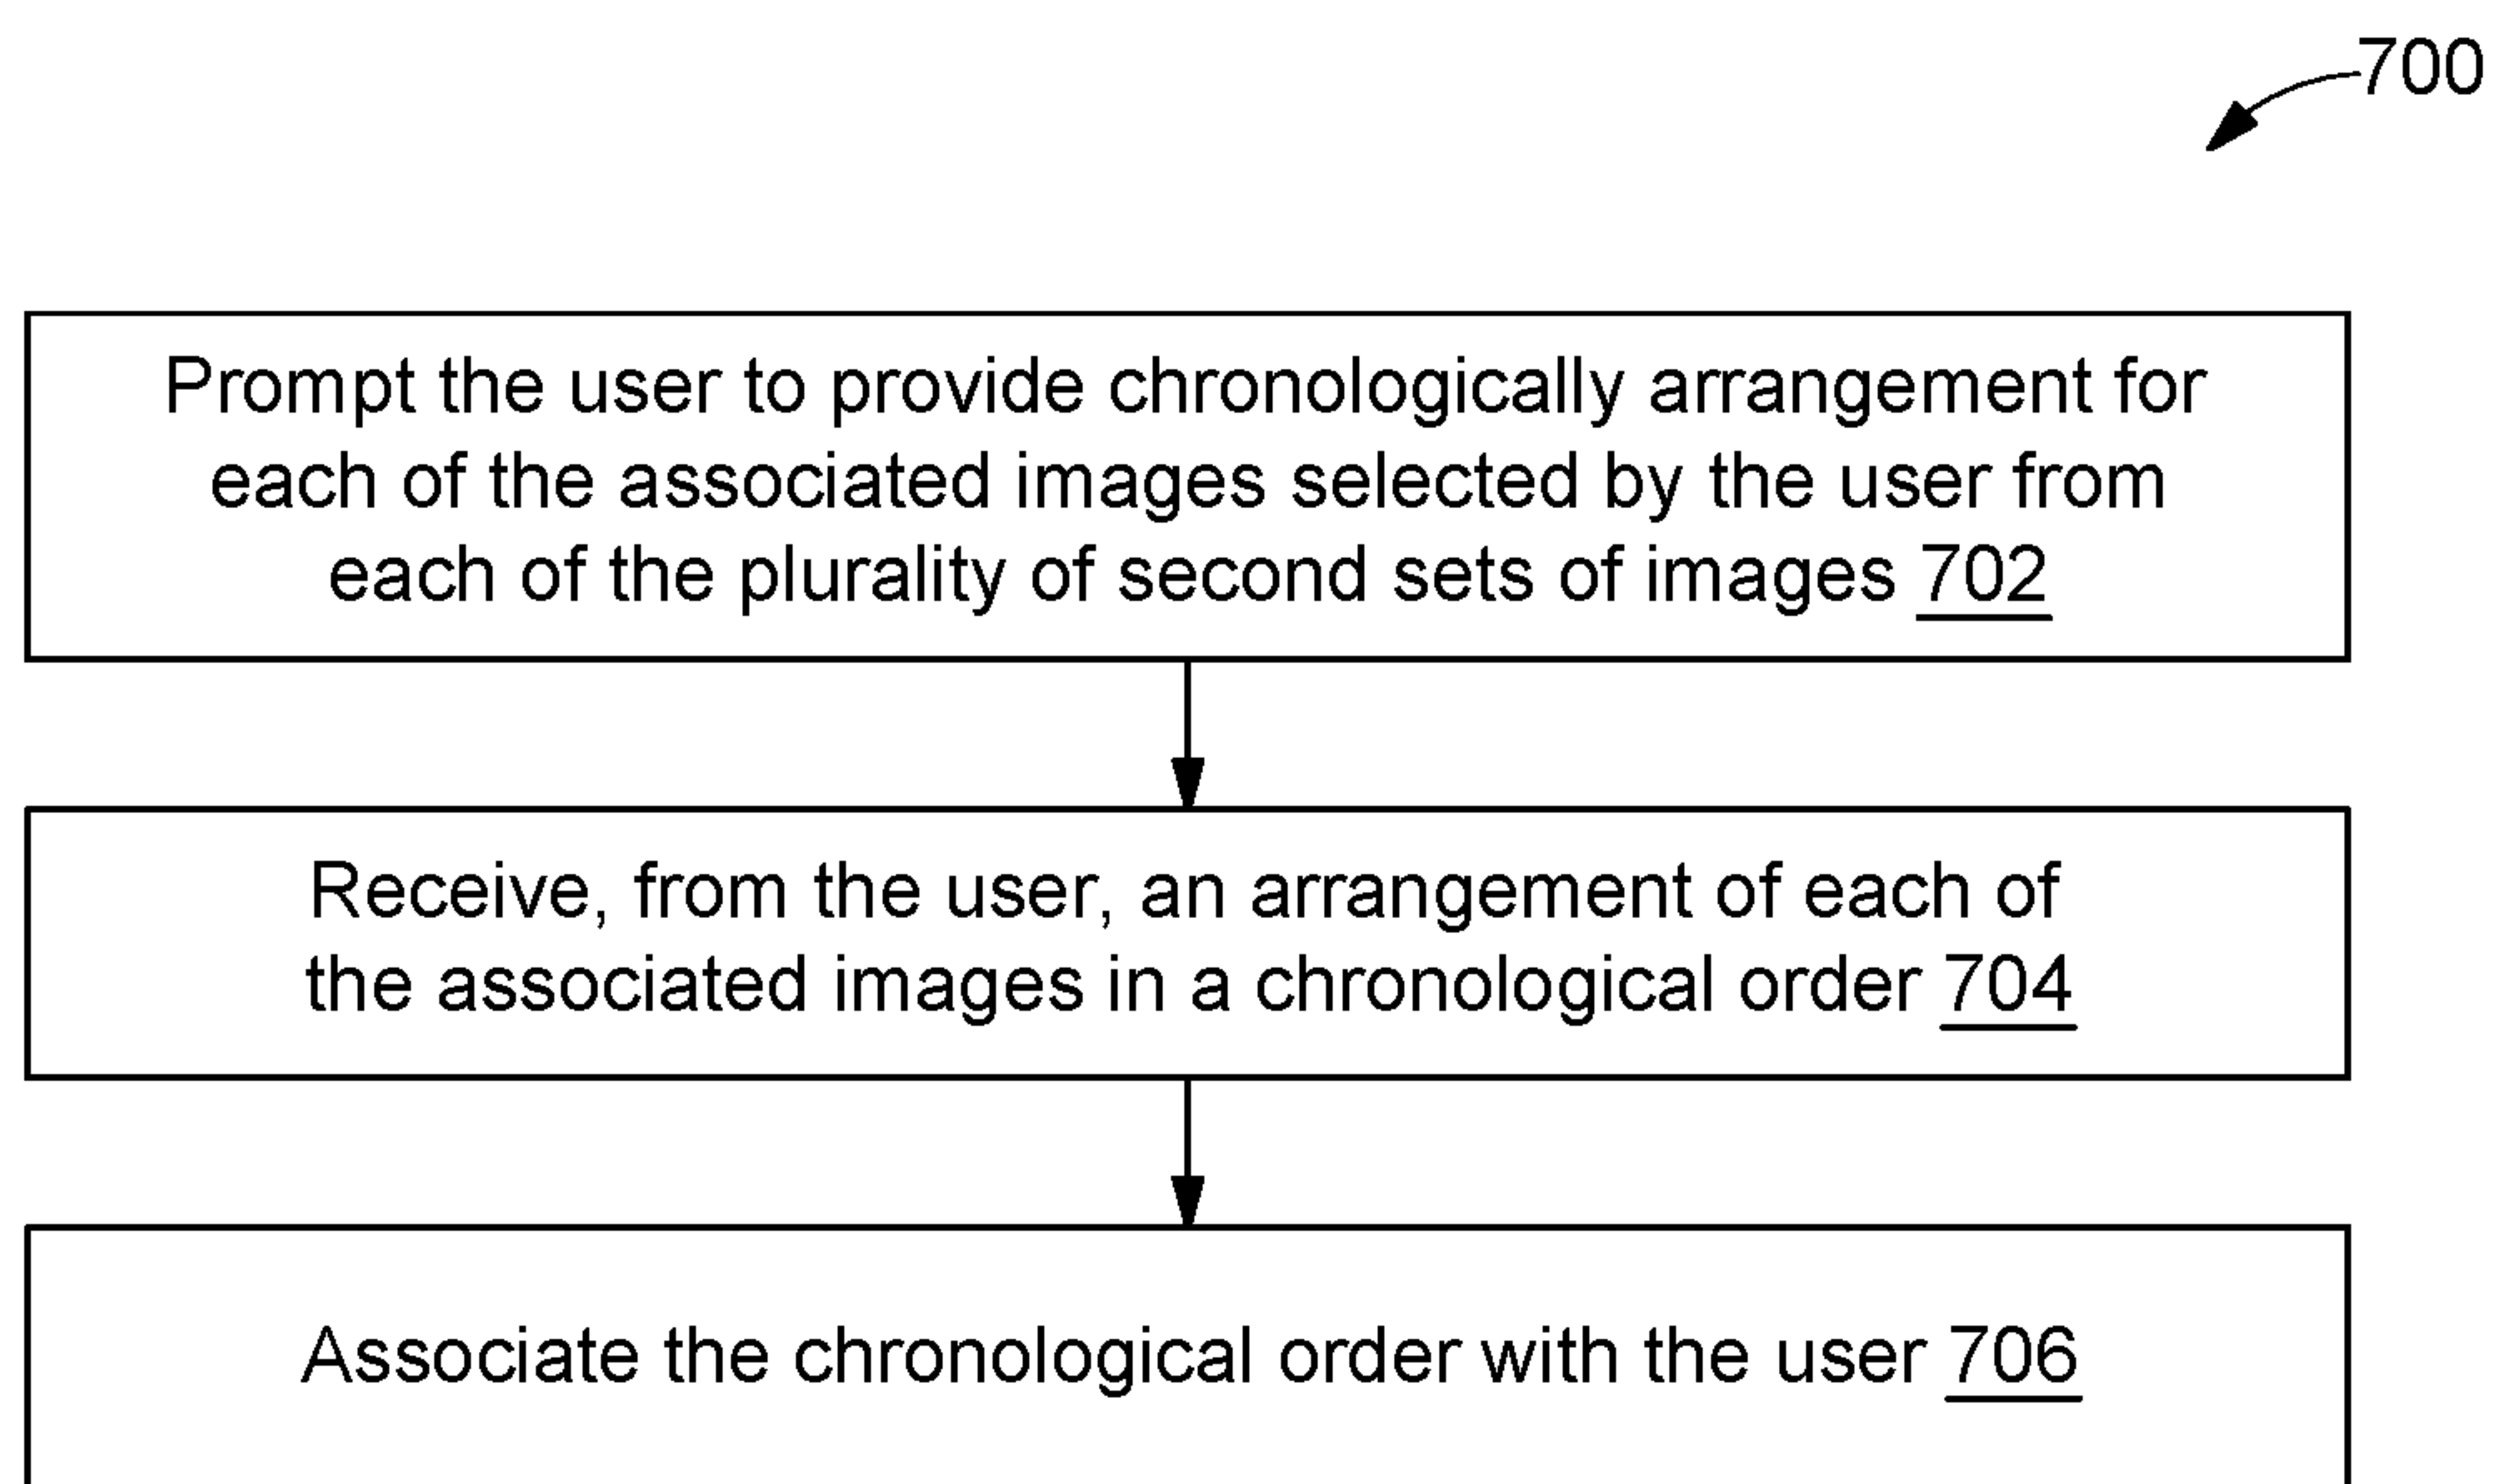 700
Prompt the user to provide chronologically arrangement for
each of the associated images selected by the user from
each of the plurality of second sets of images 702
Receive, from the user, an arrangement of each of
the associated images in a chronological order 704
Associate the chronological order with the user 706